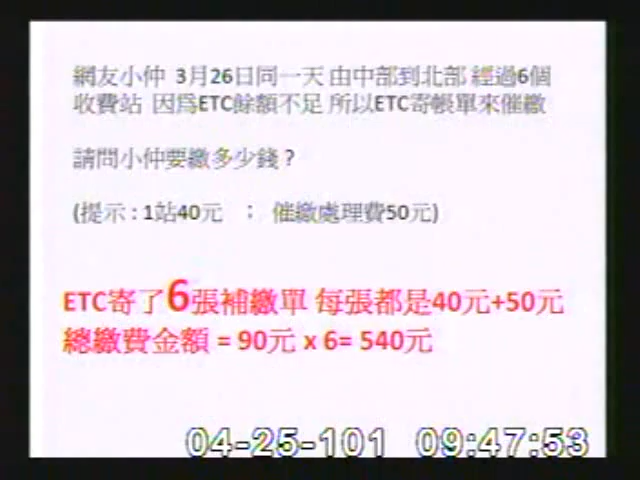 網友小仲 3月26日同一天 由中部到北部 經過6個
收費站 因為ETC餘額不足 所以ETC寄帳單來催繳
請問小仲要繳多少錢?
(提示:1站40元 ; 催繳處理費50元)
ETC寄了6張補繳單 每張都是40元+50元
總繳費金額 = 90元 x 6= 540元
04-25-101 09:47:53